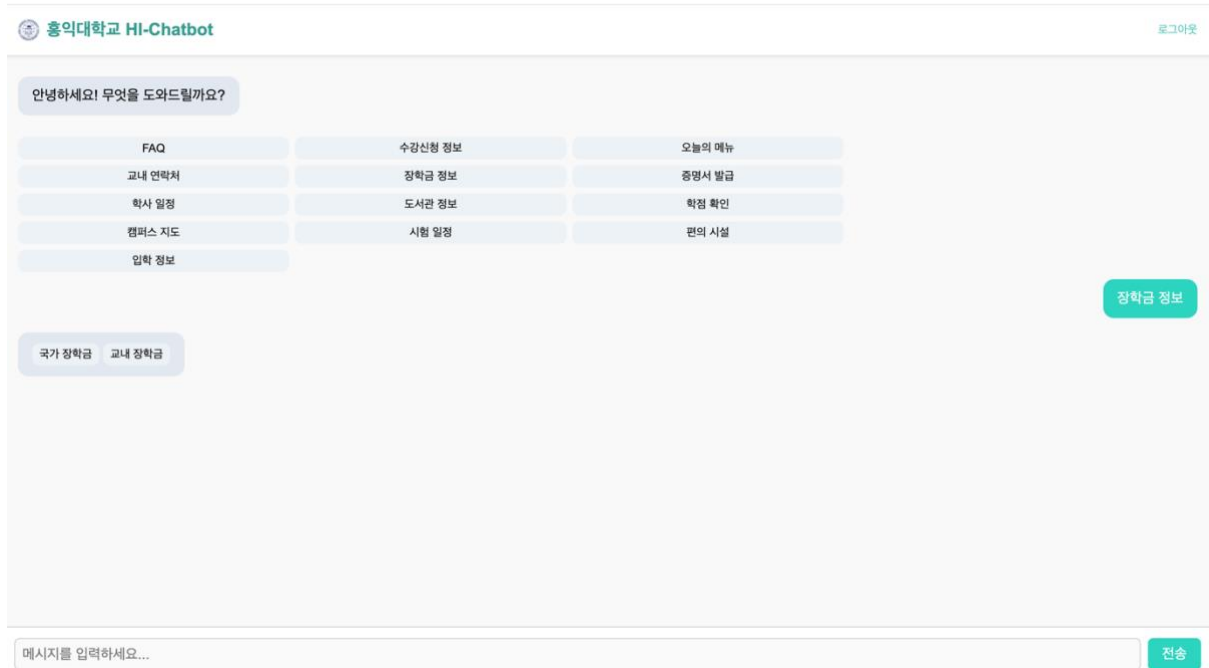 홍익대학교 HI-Chatbot
로그아웃
안녕하세요! 무엇을 도와드릴까요?
FAQ 수강신청 정보 오늘의 메뉴
교내 연락처 장학금 정보 증명서 발급
학사 일정 도서관 정보 학점 확인
캠퍼스 지도 시험 일정 편의 시설
입학 정보
장학금 정보
국가 장학금 교내 장학금
메시지를 입력하세요...
전송